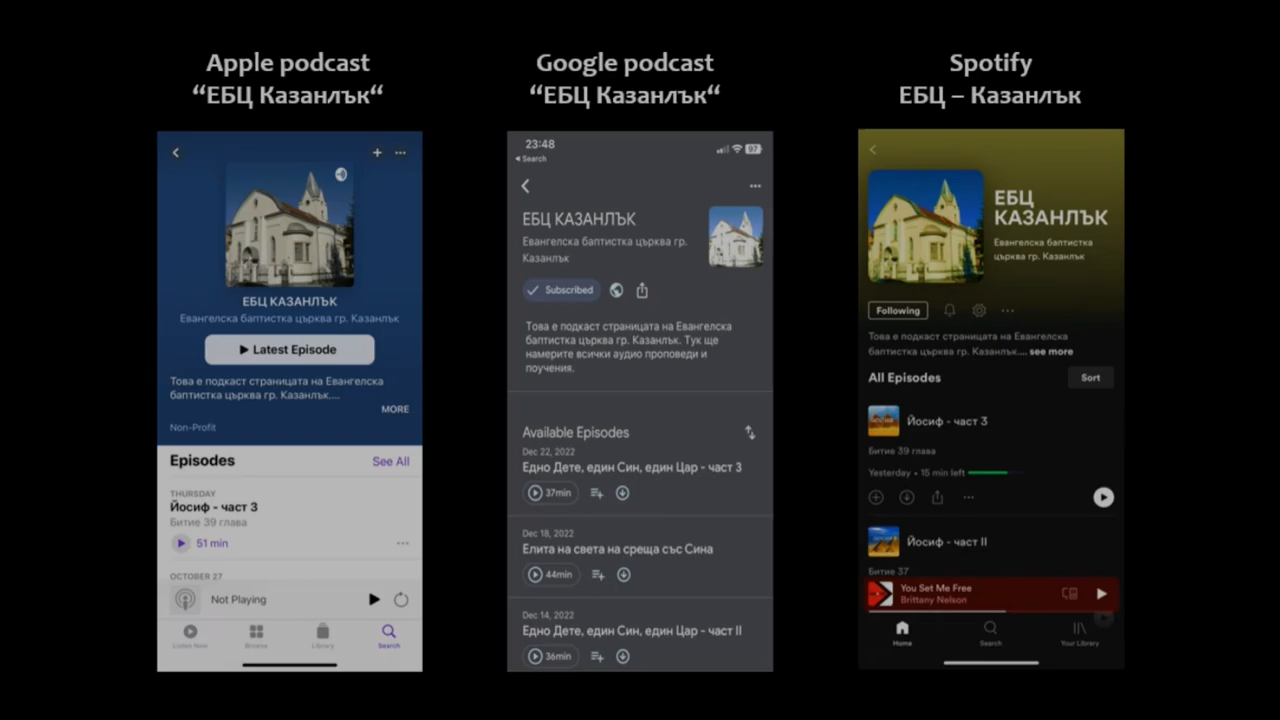 Apple podcast
“ЕБЦ Казанлък“
ЕБЦ КАЗАНЛЪК
Евангелска баптистка църква гр. Казанлък
Latest Episode
Това е подкаст страницата на Евангелска
баптистка църква гр. Казанлък....
MORE
Non-Profit
Episodes
See All
THURSDAY
Йосиф - част 3
Битие 39 глава
51 min
OCTOBER 27
Not Playing
Listen Now
Browse
Library
Search
Google podcast
“ЕБЦ Казанлък“
23:48
97
Search
ЕБЦ КАЗАНЛЪК
Евангелска баптистка църква гр.
Казанлък
Subscribed
Това е подкаст страницата на Евангелска
баптистка църква гр. Казанлък. Тук ще
намерите всички аудио проповеди и
поучения.
Available Episodes
Dec 22, 2022
Едно Дете, един Син, един Цар - част 3
37min
Dec 18, 2022
Елита на света на среща със Сина
44min
Dec 14, 2022
Едно Дете, един Син, един Цар - част II
36min
Spotify
ЕБЦ – Казанлък
ЕБЦ
КАЗАНЛЪК
Евангелска баптистка
църква гр. Казанлък
Following
Това е подкаст страницата на Евангелска
баптистка църква гр. Казанлък.... see more
All Episodes
Sort
Йосиф - част 3
Битие 39 глава
Yesterday • 15 min left
Йосиф - част II
Битие 37
You Set Me Free
Brittany Nelson
Home
Search
Your Library